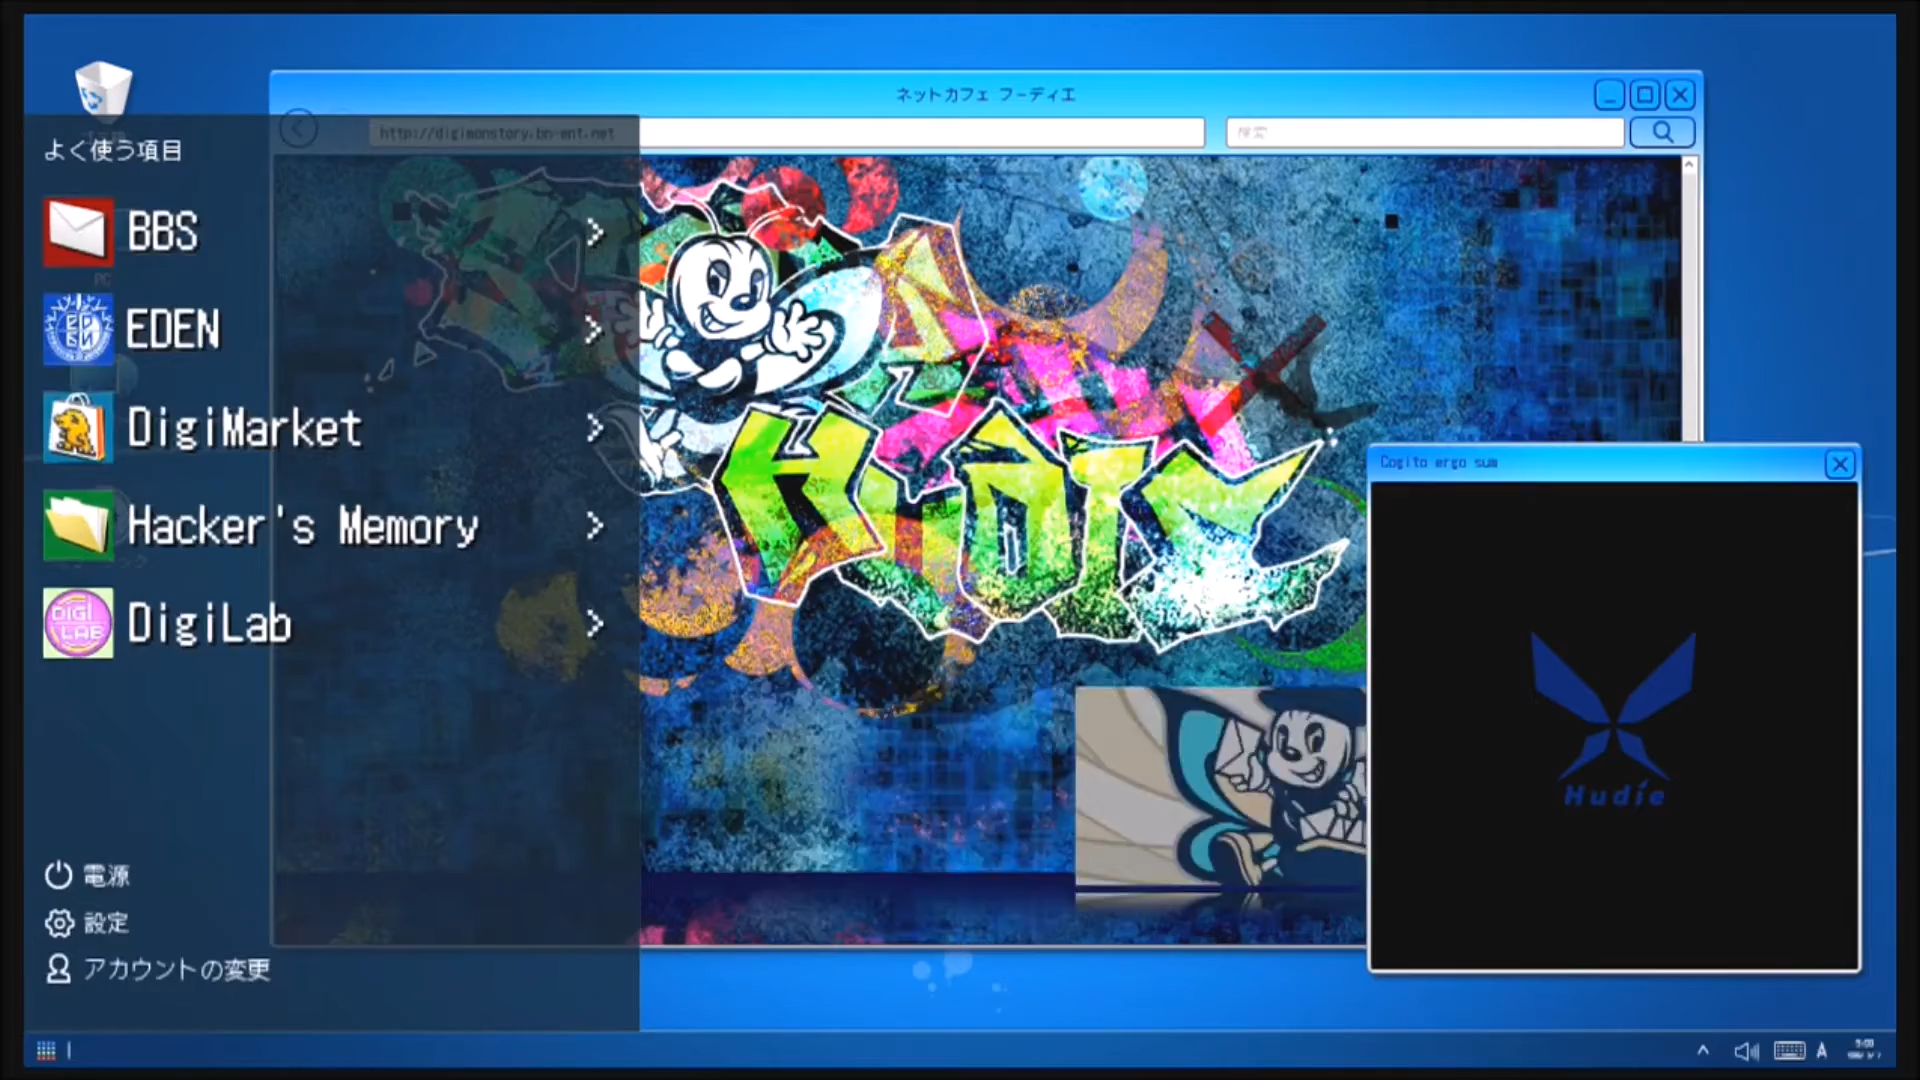 ネットカフェ フーディエ
http://digimonstory.bn-ent.net
検索
よく使う項目
BBS
EDEN
DigiMarket
Hacker's Memory
DigiLab
HUDIE
Cogito ergo sum
Hudie
電源
設定
アカウントの変更
A